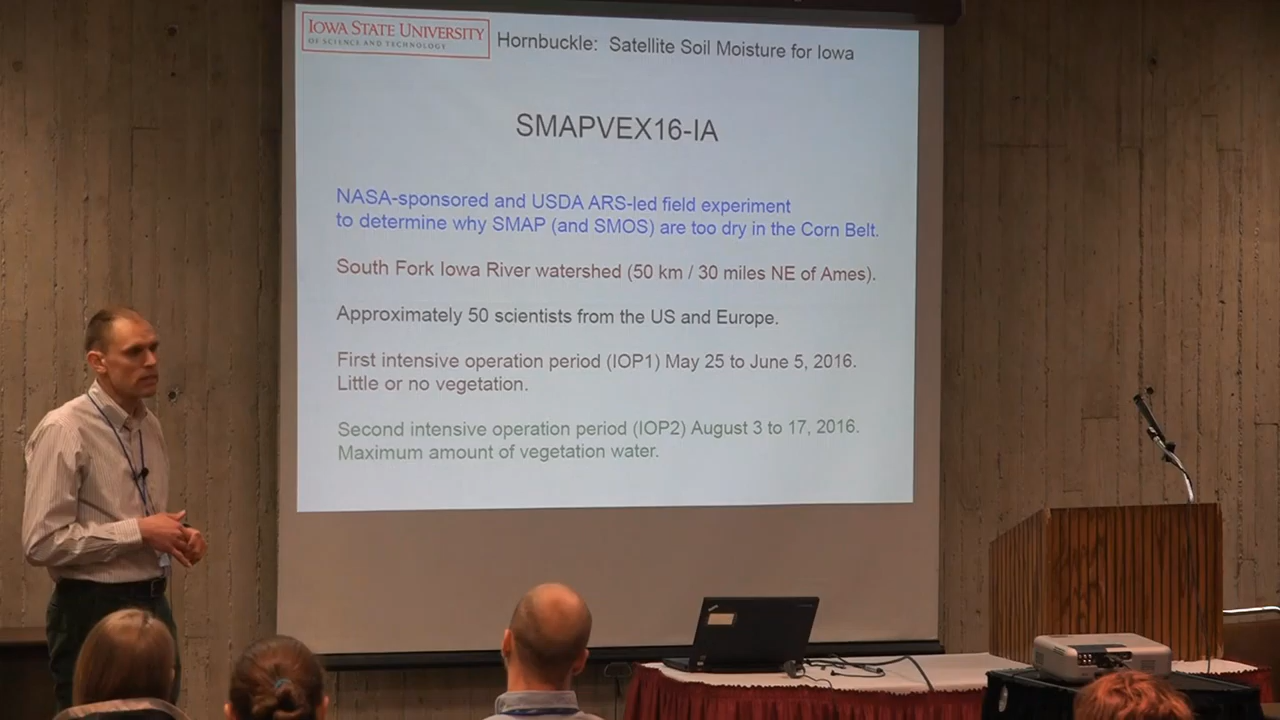 IOWA STATE UNIVERSITY
OF SCIENCE AND TECHNOLOGY
Hornbuckle: Satellite Soil Moisture for Iowa
SMAPVEX16-IA
NASA-sponsored and USDA ARS-led field experiment
to determine why SMAP (and SMOS) are too dry in the Corn Belt.
South Fork Iowa River watershed (50 km / 30 miles NE of Ames).
Approximately 50 scientists from the US and Europe.
First intensive operation period (IOP1) May 25 to June 5, 2016.
Little or no vegetation.
Second intensive operation period (IOP2) August 3 to 17, 2016.
Maximum amount of vegetation water.